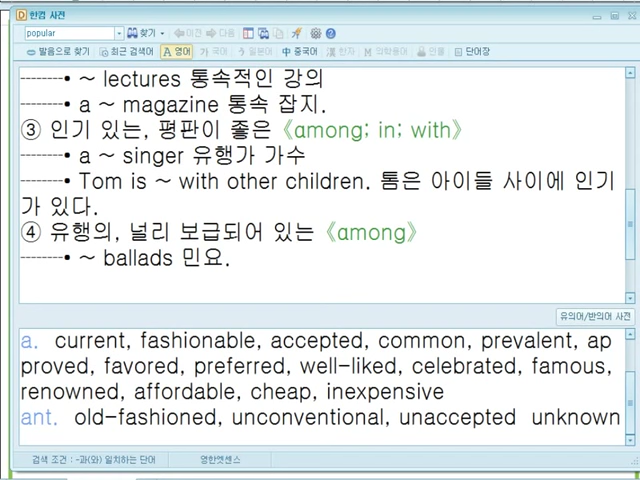 한컴 사전
popular 찾기 이전 다음
발음으로 찾기 최근 검색어 영어 국어 일본어 중국어 한자 의학용어 인물 단어장
--------• ~ lectures 통속적인 강의
--------• a ~ magazine 통속 잡지.
③ 인기 있는, 평판이 좋은《among; in; with》
--------• a ~ singer 유행가 가수
--------• Tom is ~ with other children. 톰은 아이들 사이에 인기
가 있다.
④ 유행의, 널리 보급되어 있는《among》
--------• ~ ballads 민요.
유의어/반의어 사전
a. current, fashionable, accepted, common, prevalent, ap
proved, favored, preferred, well-liked, celebrated, famous,
renowned, affordable, cheap, inexpensive
ant. old-fashioned, unconventional, unaccepted unknown
검색 조건 : -과(와) 일치하는 단어 영한엣센스